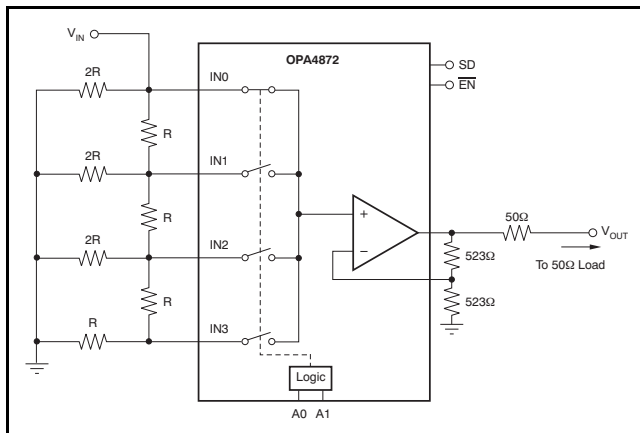 V_IN
OPA4872
SD
EN
2R
IN0
R
2R
IN1
R
2R
IN2
R
R
IN3
+
−
50Ω
V_OUT
To 50Ω Load
523Ω
523Ω
Logic
A0 A1